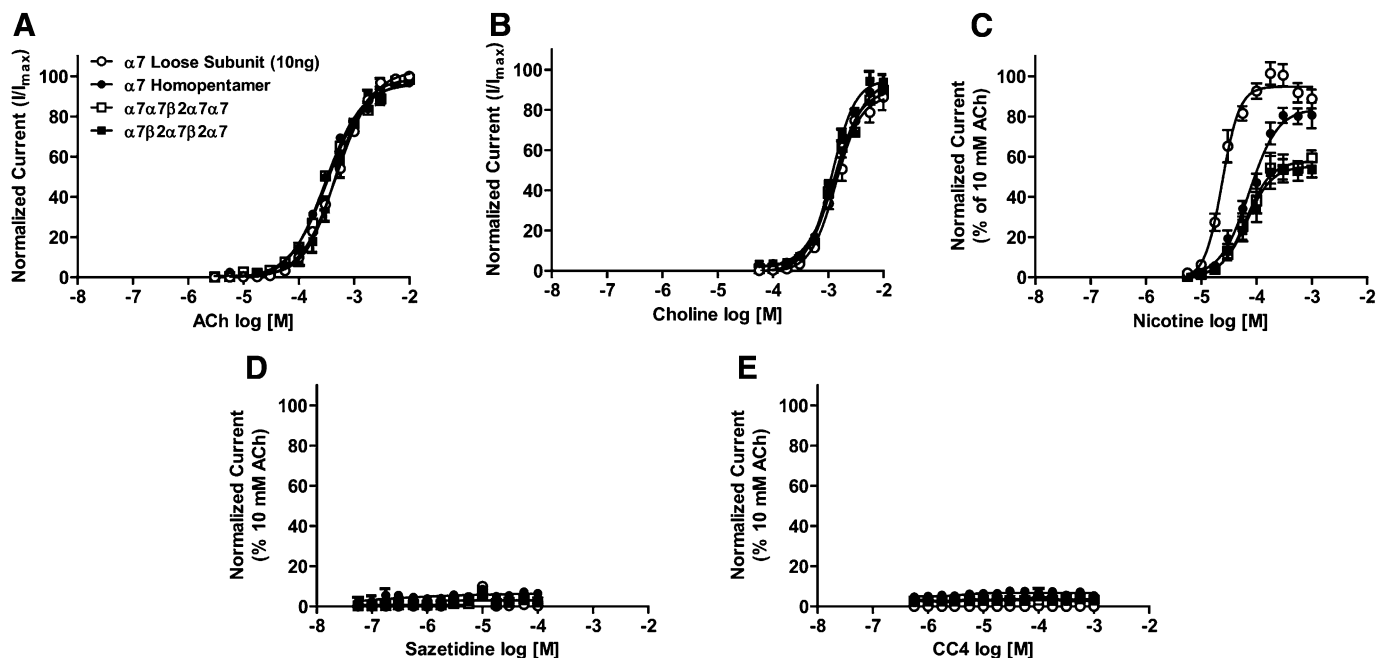 A
Normalized Current (I/Imax)
100
80
60
40
20
0
α7 Loose Subunit (10ng)
α7 Homopentamer
α7α7β2α7α7
α7β2α7β2α7
-8 -7 -6 -5 -4 -3 -2
ACh log [M]
B
Normalized Current (I/Imax)
100
80
60
40
20
0
-8 -7 -6 -5 -4 -3 -2
Choline log [M]
C
Normalized Current
(% of 10 mM ACh)
100
80
60
40
20
0
-8 -7 -6 -5 -4 -3 -2
Nicotine log [M]
D
Normalized Current
(% 10 mM ACh)
100
80
60
40
20
0
-8 -7 -6 -5 -4 -3 -2
Sazetidine log [M]
E
Normalized Current
(% 10 mM ACh)
100
80
60
40
20
0
-8 -7 -6 -5 -4 -3 -2
CC4 log [M]